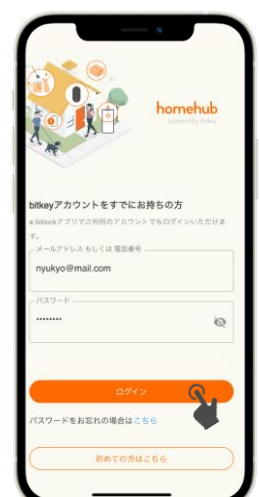 homehub
powered by Bitkey
bitkeyアカウントをすでにお持ちの方
※ bitlockアプリでご利用のアカウントでもログインいただけま
す。
メールアドレス もしくは 電話番号
nyukyo@mail.com
パスワード
••••••••
ログイン
パスワードをお忘れの場合はこちら
初めての方はこちら